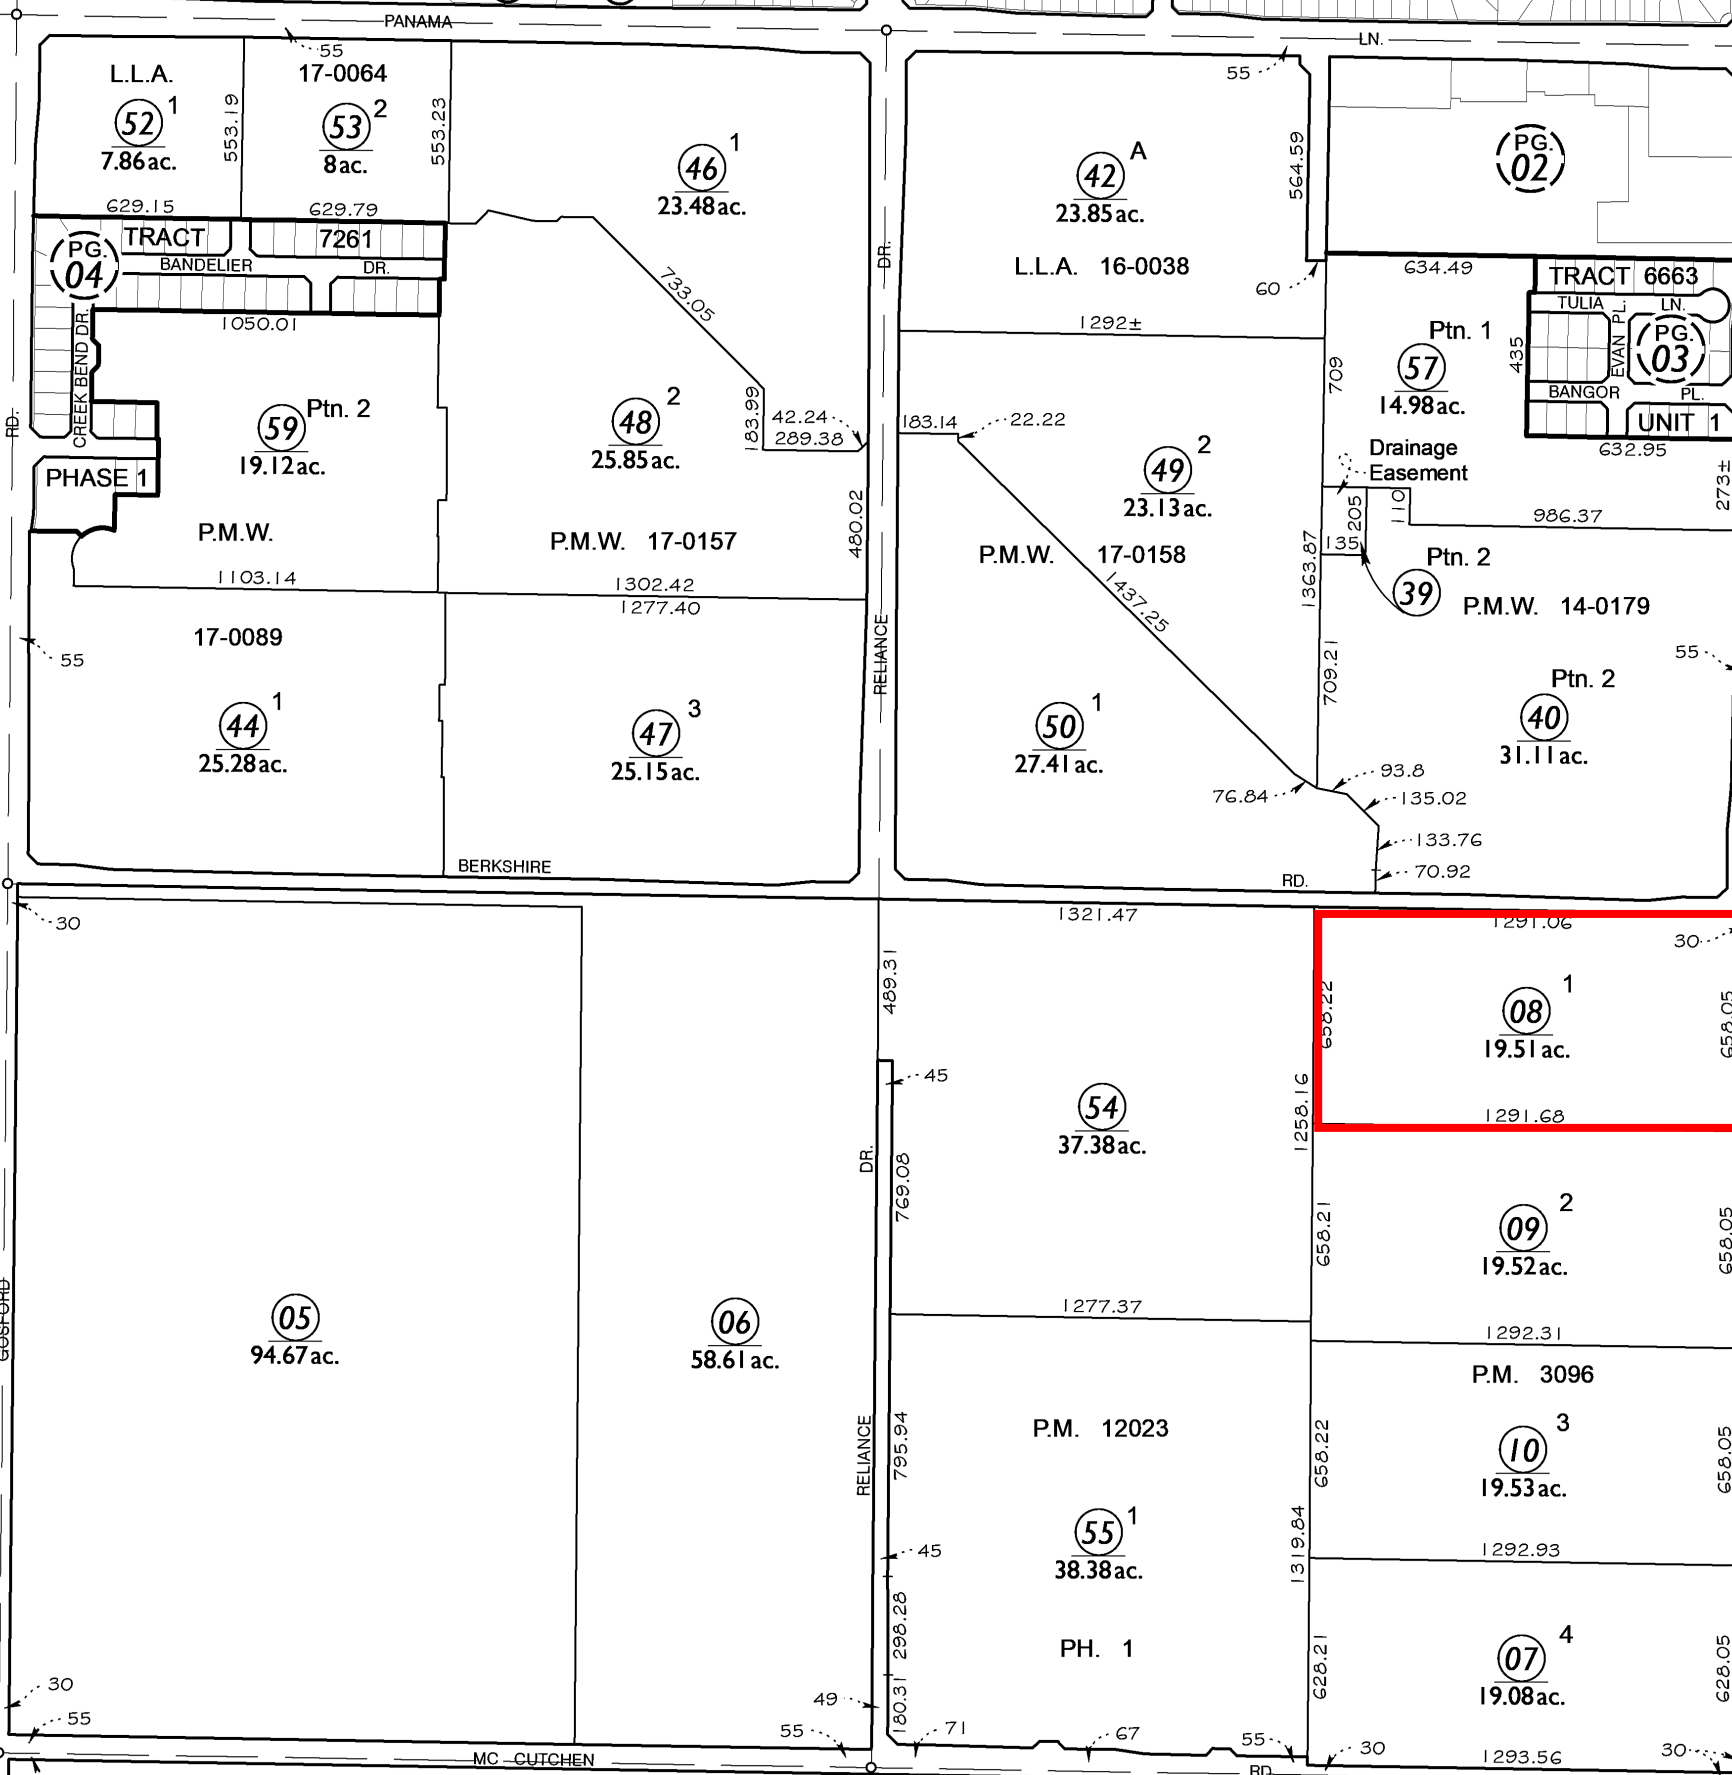 PANAMA
LN.
55
L.L.A.
17-0064
52
1
7.86ac.
553.19
53
2
8ac.
553.23
46
1
23.48ac.
42
A
23.85ac.
564.59
55
PG.
02
629.15
629.79
TRACT
7261
PG.
04
BANDELIER
DR.
1050.01
CREEK BEND DR.
RD.
733.05
DR.
L.L.A. 16-0038
60
634.49
TRACT 6663
TULIA
LN.
EVAN PL.
PG.
03
BANGOR
PL.
UNIT 1
632.95
273±
1292±
709
Ptn. 1
57
14.98ac.
435
59
Ptn. 2
19.12ac.
48
2
25.85ac.
183.99
42.24
289.38
183.14
22.22
49
2
23.13ac.
Drainage
Easement
205
110
135
986.37
PHASE 1
P.M.W.
P.M.W. 17-0157
480.02
P.M.W. 17-0158
1437.25
1363.87
Ptn. 2
39
P.M.W. 14-0179
1103.14
1302.42
1277.40
17-0089
55
RELIANCE
709.21
55
44
1
25.28ac.
47
3
25.15ac.
50
1
27.41ac.
Ptn. 2
40
31.11ac.
76.84
93.8
135.02
133.76
70.92
BERKSHIRE
RD.
30
1321.47
1291.06
30
489.31
658.22
08
1
19.51ac.
658.05
1291.68
45
54
37.38ac.
1258.16
DR.
769.08
658.21
09
2
19.52ac.
658.05
GOSFORD
05
94.67ac.
06
58.61ac.
1277.37
1292.31
P.M. 3096
P.M. 12023
RELIANCE
795.94
658.22
10
3
19.53ac.
658.05
55
1
38.38ac.
1319.84
1292.93
45
298.28
PH. 1
628.21
07
4
19.08ac.
628.05
30
55
49
55
180.31
71
67
55
30
1293.56
30
MC CUTCHEN
RD